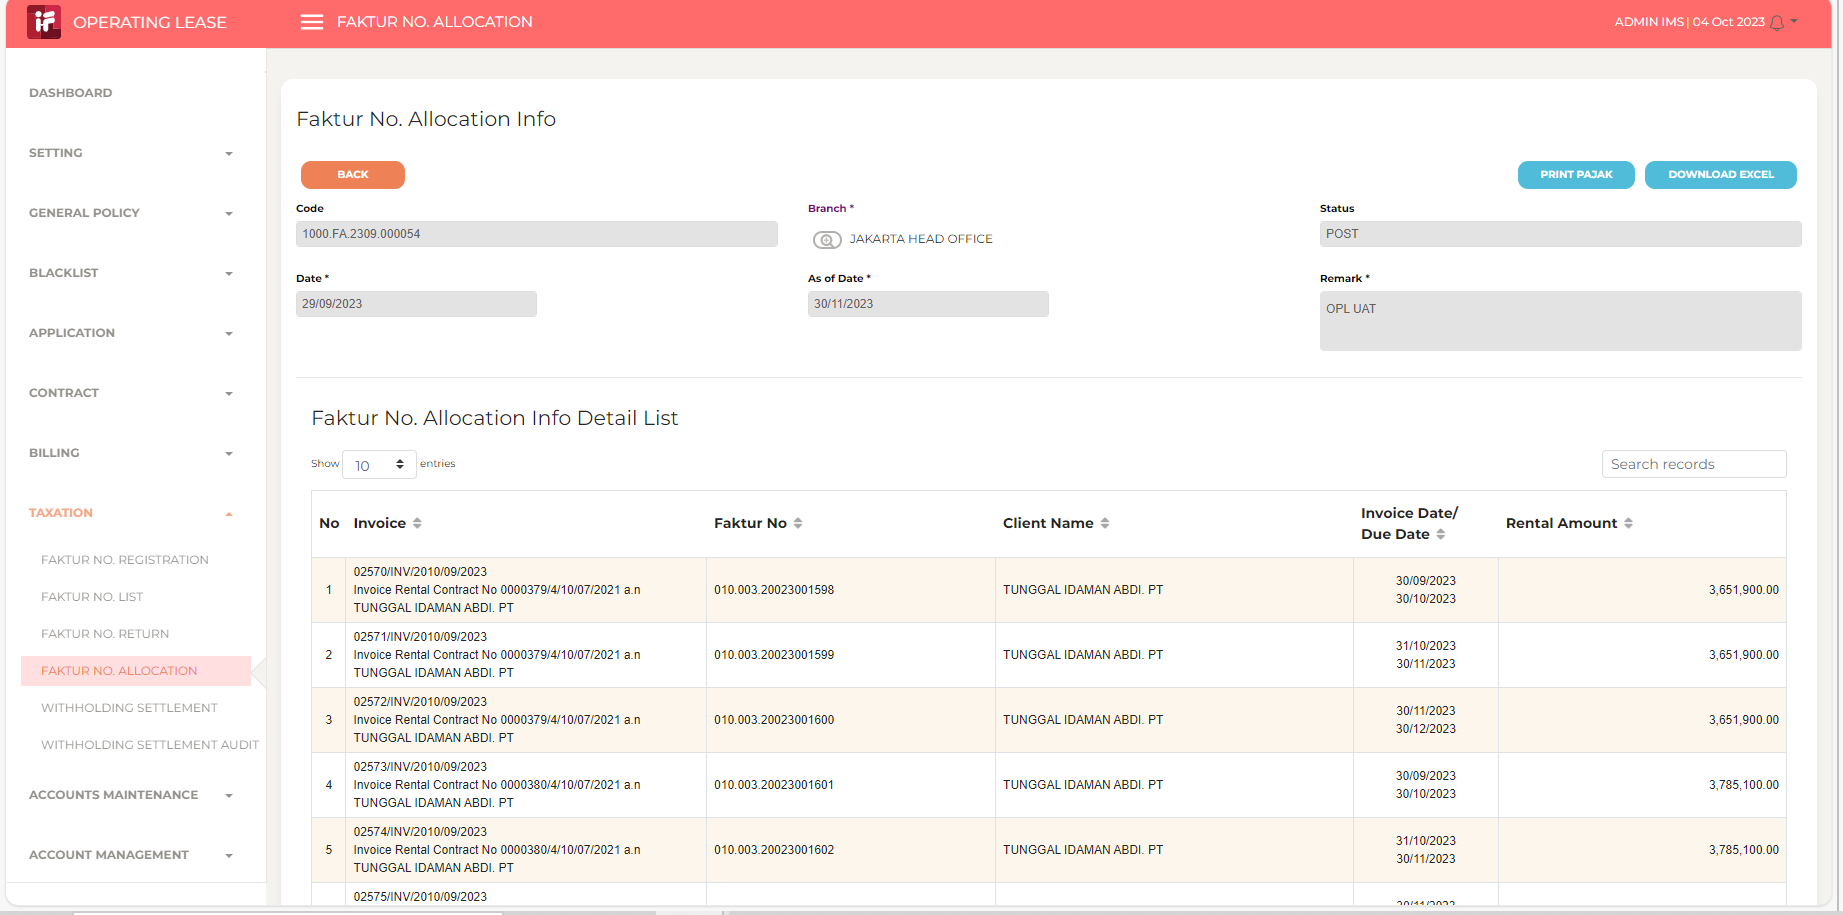 OPERATING LEASE
FAKTUR NO. ALLOCATION
ADMIN IMS | 04 Oct 2023
DASHBOARD
SETTING
GENERAL POLICY
BLACKLIST
APPLICATION
CONTRACT
BILLING
TAXATION
FAKTUR NO. REGISTRATION
FAKTUR NO. LIST
FAKTUR NO. RETURN
FAKTUR NO. ALLOCATION
WITHHOLDING SETTLEMENT
WITHHOLDING SETTLEMENT AUDIT
ACCOUNTS MAINTENANCE
ACCOUNT MANAGEMENT
Faktur No. Allocation Info
BACK
PRINT PAJAK
DOWNLOAD EXCEL
Code
1000.FA.2309.000054
Branch *
JAKARTA HEAD OFFICE
Status
POST
Date *
29/09/2023
As of Date *
30/11/2023
Remark *
OPL UAT
Faktur No. Allocation Info Detail List
Show 10 entries
Search records
No Invoice Faktur No Client Name Invoice Date/ Due Date Rental Amount
1
02570/INV/2010/09/2023
Invoice Rental Contract No 0000379/4/10/07/2021 a.n
TUNGGAL IDAMAN ABDI. PT
010.003.20023001598
TUNGGAL IDAMAN ABDI. PT
30/09/2023
30/10/2023
3,651,900.00
2
02571/INV/2010/09/2023
Invoice Rental Contract No 0000379/4/10/07/2021 a.n
TUNGGAL IDAMAN ABDI. PT
010.003.20023001599
TUNGGAL IDAMAN ABDI. PT
31/10/2023
30/11/2023
3,651,900.00
3
02572/INV/2010/09/2023
Invoice Rental Contract No 0000379/4/10/07/2021 a.n
TUNGGAL IDAMAN ABDI. PT
010.003.20023001600
TUNGGAL IDAMAN ABDI. PT
30/11/2023
30/12/2023
3,651,900.00
4
02573/INV/2010/09/2023
Invoice Rental Contract No 0000380/4/10/07/2021 a.n
TUNGGAL IDAMAN ABDI. PT
010.003.20023001601
TUNGGAL IDAMAN ABDI. PT
30/09/2023
30/10/2023
3,785,100.00
5
02574/INV/2010/09/2023
Invoice Rental Contract No 0000380/4/10/07/2021 a.n
TUNGGAL IDAMAN ABDI. PT
010.003.20023001602
TUNGGAL IDAMAN ABDI. PT
31/10/2023
30/11/2023
3,785,100.00
02575/INV/2010/09/2023